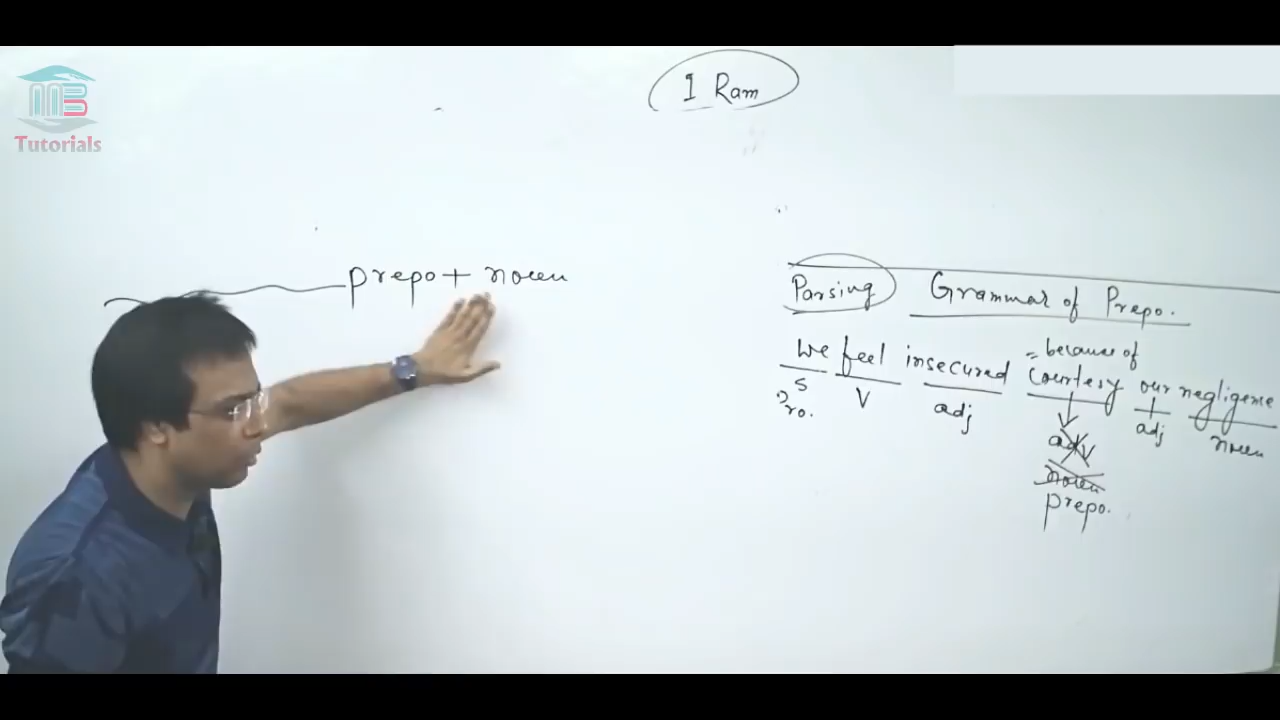 MB
Tutorials
I Ram
prepo + noun
Parsing Grammar of Prepo.
= because of
We feel insecured courtesy our negligence
S V adj adj noun
Pro.
adv
noun
prepo.